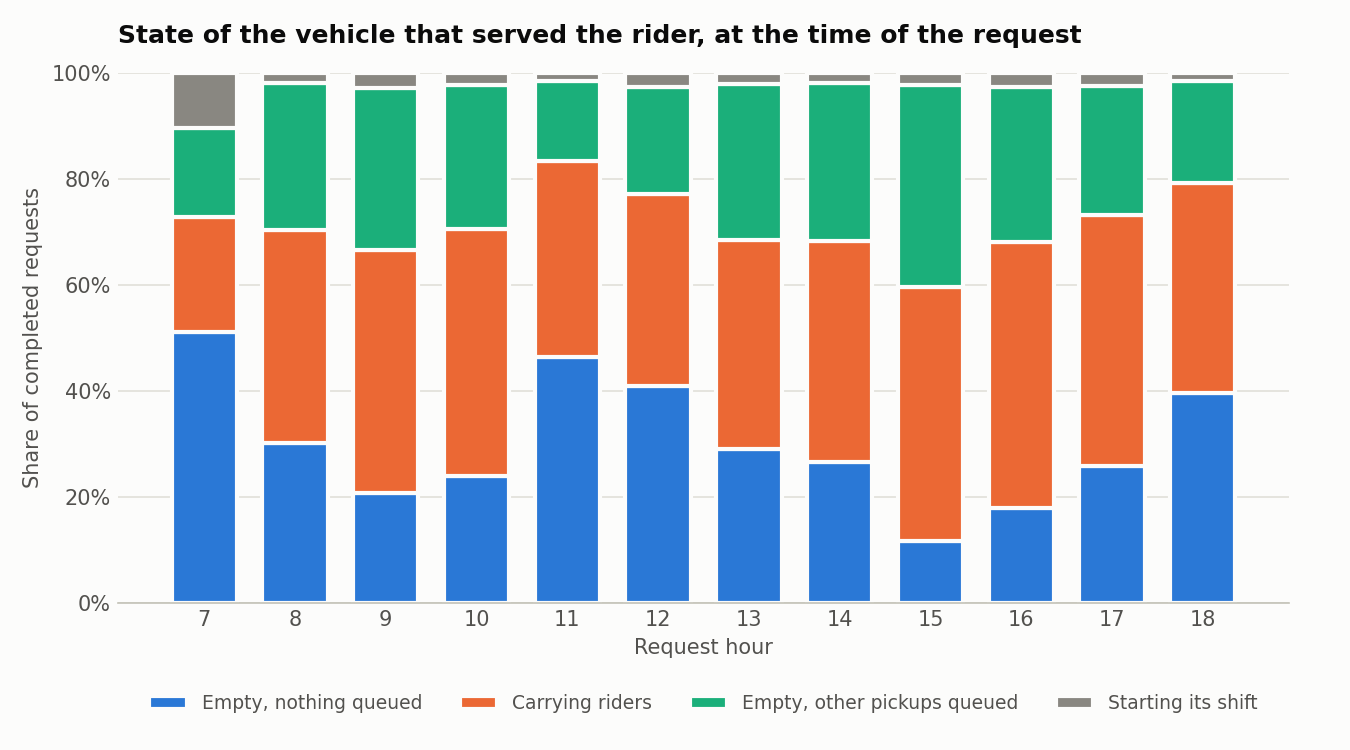 State of the vehicle that served the rider, at the time of the request
100%
80%
60%
40%
20%
0%
Share of completed requests
7 8 9 10 11 12 13 14 15 16 17 18
Request hour
Empty, nothing queued Carrying riders Empty, other pickups queued Starting its shift